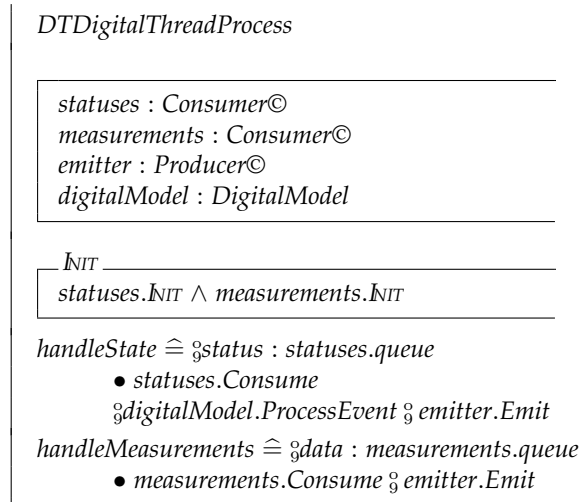 DTDigitalThreadProcess
statuses : Consumer©
measurements : Consumer©
emitter : Producer©
digitalModel : DigitalModel
INIT
statuses.INIT ∧ measurements.INIT
handleState ≙ ⨟status : statuses.queue
• statuses.Consume
⨟digitalModel.ProcessEvent ⨟ emitter.Emit
handleMeasurements ≙ ⨟data : measurements.queue
• measurements.Consume ⨟ emitter.Emit